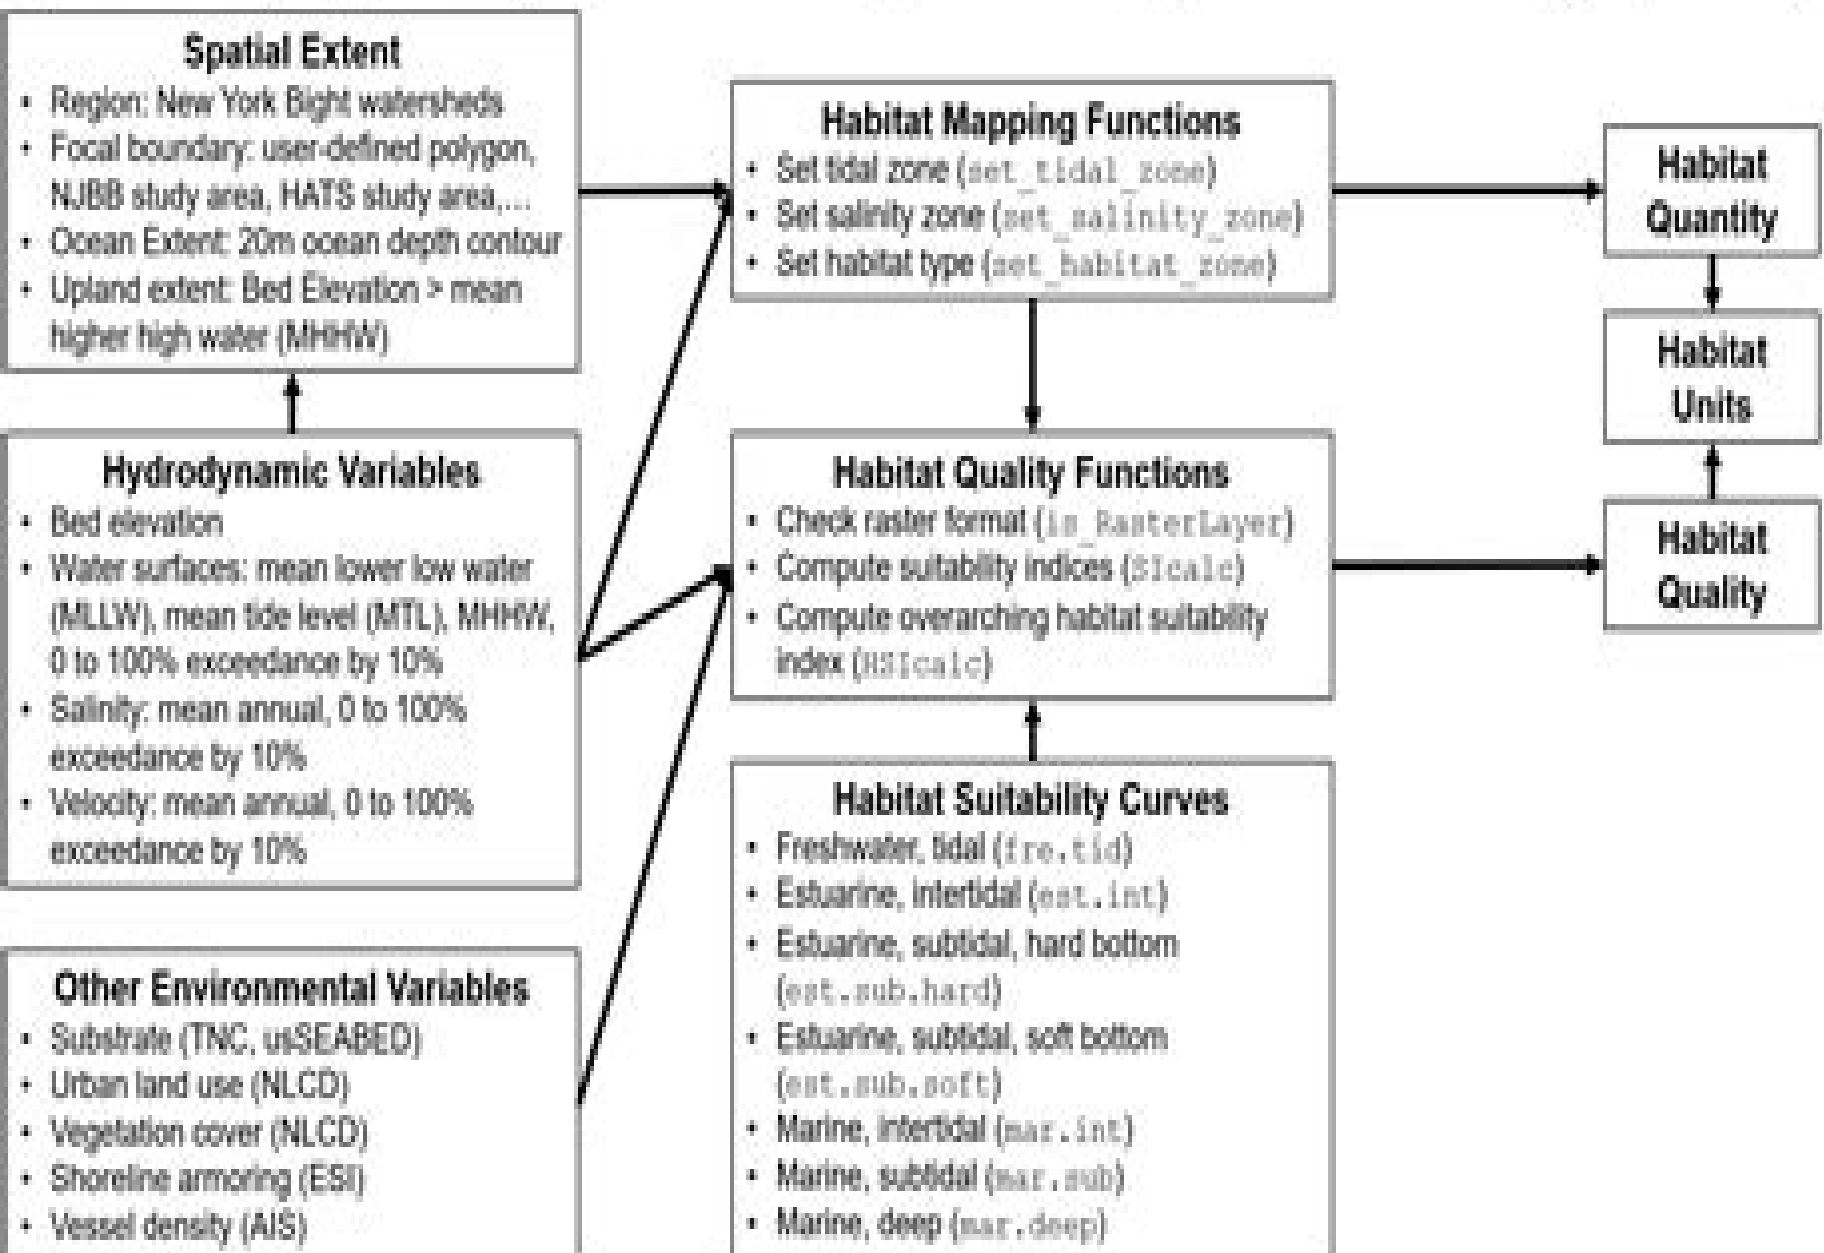 Spatial Extent
• Region: New York Bight watersheds
• Focal boundary: user-defined polygon,
NJBB study area, HATS study area,...
• Ocean Extent: 20m ocean depth contour
• Upland extent: Bed Elevation > mean
higher high water (MHHW)
Hydrodynamic Variables
• Bed elevation
• Water surfaces: mean lower low water
(MLLW), mean tide level (MTL), MHHW,
0 to 100% exceedance by 10%
• Salinity: mean annual, 0 to 100%
exceedance by 10%
• Velocity: mean annual, 0 to 100%
exceedance by 10%
Other Environmental Variables
• Substrate (TNC, usSEABED)
• Urban land use (NLCD)
• Vegetation cover (NLCD)
• Shoreline armoring (ESI)
• Vessel density (AIS)
Habitat Mapping Functions
• Set tidal zone (set_tidal_zone)
• Set salinity zone (set_salinity_zone)
• Set habitat type (set_habitat_zone)
Habitat Quality Functions
• Check raster format (is_RasterLayer)
• Compute suitability indices (SIcalc)
• Compute overarching habitat suitability
index (HSIcalc)
Habitat Suitability Curves
• Freshwater, tidal (fre.tid)
• Estuarine, intertidal (est.int)
• Estuarine, subtidal, hard bottom
(est.sub.hard)
• Estuarine, subtidal, soft bottom
(est.sub.soft)
• Marine, intertidal (mar.int)
• Marine, subtidal (mar.sub)
• Marine, deep (mar.deep)
Habitat
Quantity
Habitat
Units
Habitat
Quality